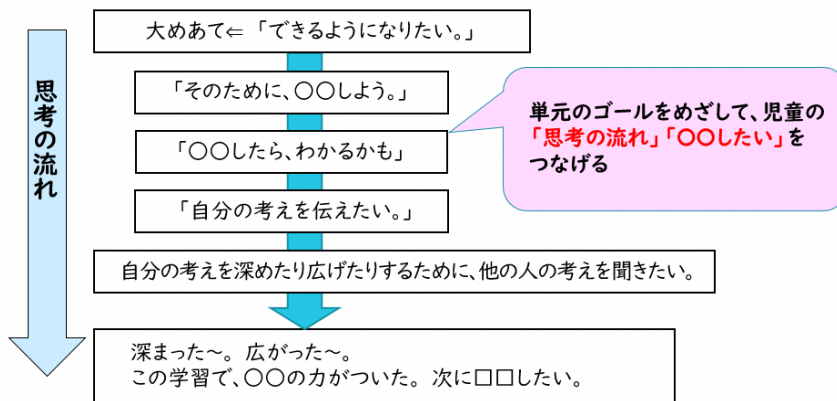 思考の流れ
大めあて⇐ 「できるようになりたい。」
「そのために、〇〇しよう。」
「〇〇したら、わかるかも」
「自分の考えを伝えたい。」
自分の考えを深めたり広げたりするために、他の人の考えを聞きたい。
深まった~。 広がった~。
この学習で、〇〇の力がついた。 次に□□したい。
単元のゴールをめざして、児童の
「思考の流れ」「〇〇したい」を
つなげる